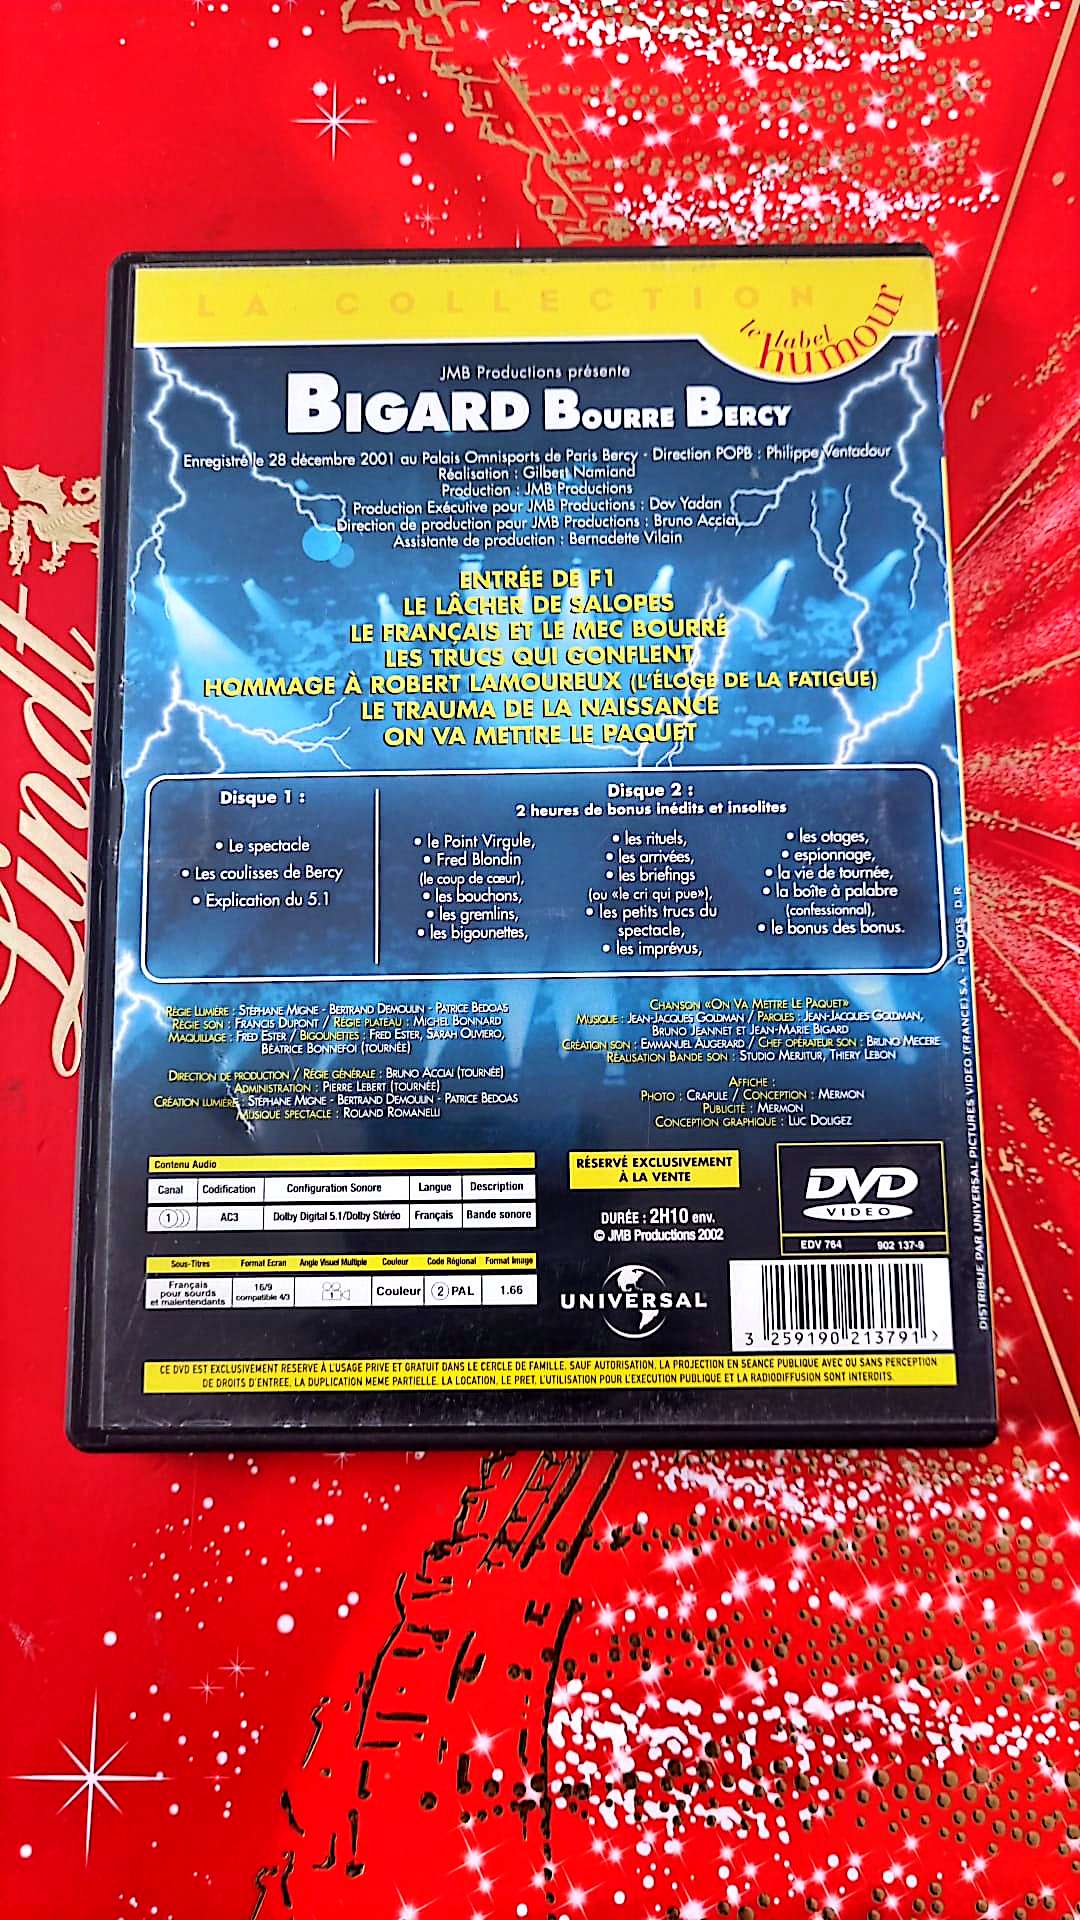 LA COLLECTION
le label
humour
JMB Productions présente
BIGARD BOURRE BERCY
Enregistré le 28 décembre 2001 au Palais Omnisports de Paris Bercy - Direction POPB : Philippe Ventadour
Réalisation : Gilbert Namiand
Production : JMB Productions
Production Exécutive pour JMB Productions : Dov Yadan
Direction de production pour JMB Productions : Bruno Acciaï
Assistante de production : Bernadette Vilain
ENTRÉE DE F1
LE LÂCHER DE SALOPES
LE FRANÇAIS ET LE MEC BOURRÉ
LES TRUCS QUI GONFLENT
HOMMAGE À ROBERT LAMOUREUX (L'ÉLOGE DE LA FATIGUE)
LE TRAUMA DE LA NAISSANCE
ON VA METTRE LE PAQUET
Disque 1 :
• Le spectacle
• Les coulisses de Bercy
• Explication du 5.1
Disque 2 :
2 heures de bonus inédits et insolites
• le Point Virgule,
• Fred Blondin
(le coup de cœur),
• les bouchons,
• les gremlins,
• les bigounettes,
• les rituels,
• les arrivées,
• les briefings
(ou «le cri qui pue»),
• les petits trucs du
spectacle,
• les imprévus,
• les otages,
• espionnage,
• la vie de tournée,
• la boîte à palabre
(confessionnal),
• le bonus des bonus.
RÉGIE LUMIÈRE : STÉPHANE MIGNE - BERTRAND DEMOULIN - PATRICE BEDOAS
RÉGIE SON : FRANCIS DUPONT / RÉGIE PLATEAU : MICHEL BONNARD
MAQUILLAGE : FRED ESTER / BIGOUNETTES : FRED ESTER, SARAH OLIVIERO,
BÉATRICE BONNEFOI (TOURNÉE)
DIRECTION DE PRODUCTION / RÉGIE GÉNÉRALE : BRUNO ACCIAI (TOURNÉE)
ADMINISTRATION : PIERRE LEBERT (TOURNÉE)
CRÉATION LUMIÈRE : STÉPHANE MIGNE - BERTRAND DEMOULIN - PATRICE BEDOAS
MUSIQUE SPECTACLE : ROLAND ROMANELLI
CHANSON «ON VA METTRE LE PAQUET»
MUSIQUE : JEAN-JACQUES GOLDMAN / PAROLES : JEAN-JACQUES GOLDMAN,
BRUNO JEANNET ET JEAN-MARIE BIGARD
CRÉATION SON : EMMANUEL AUGERARD / CHEF OPÉRATEUR SON : BRUNO MECERE
RÉALISATION BANDE SON : STUDIO MERJITUR, THIERY LEBON
AFFICHE :
PHOTO : CRAPULE / CONCEPTION : MERMON
PUBLICITÉ : MERMON
CONCEPTION GRAPHIQUE : LUC DOLIGEZ
Contenu Audio
Canal Codification Configuration Sonore Langue Description
1 AC3 Dolby Digital 5.1/Dolby Stéréo Français Bande sonore
Sous-Titres Format Ecran Angle Visuel Multiple Couleur Code Régional Format Image
Français
pour sourds
et malentendants
16/9
compatible 4/3
1
Couleur
2 PAL
1.66
RÉSERVÉ EXCLUSIVEMENT
À LA VENTE
DURÉE : 2H10 env.
© JMB Productions 2002
UNIVERSAL
DVD
VIDEO
EDV 764 902 137-9
3 259190 213791 >
CE DVD EST EXCLUSIVEMENT RESERVE À L'USAGE PRIVE ET GRATUIT DANS LE CERCLE DE FAMILLE. SAUF AUTORISATION, LA PROJECTION EN SEANCE PUBLIQUE AVEC OU SANS PERCEPTION
DE DROITS D'ENTREE, LA DUPLICATION MEME PARTIELLE, LA LOCATION, LE PRET, L'UTILISATION POUR L'EXECUTION PUBLIQUE ET LA RADIODIFFUSION SONT INTERDITS.
DISTRIBUÉ PAR UNIVERSAL PICTURES VIDEO (FRANCE) S.A. - PHOTOS : D.R.
Lindt